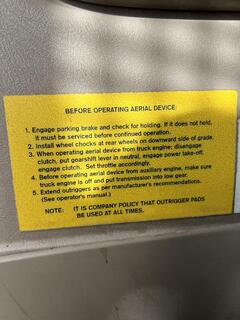 BEFORE OPERATING AERIAL DEVICE:
1. Engage parking brake and check for holding. If it does not hold,
it must be serviced before continued operation.
2. Install wheel chocks at rear wheels on downward side of grade.
3. When operating aerial device from truck engine: disengage
clutch, put gearshift lever in neutral, engage power take-off,
engage clutch. Set throttle accordingly.
4. Before operating aerial device from auxiliary engine, make sure
truck engine is off and put transmission into low gear.
5. Extend outriggers as per manufacturer's recommendations.
(See operator's manual.)
NOTE: IT IS COMPANY POLICY THAT OUTRIGGER PADS
BE USED AT ALL TIMES.